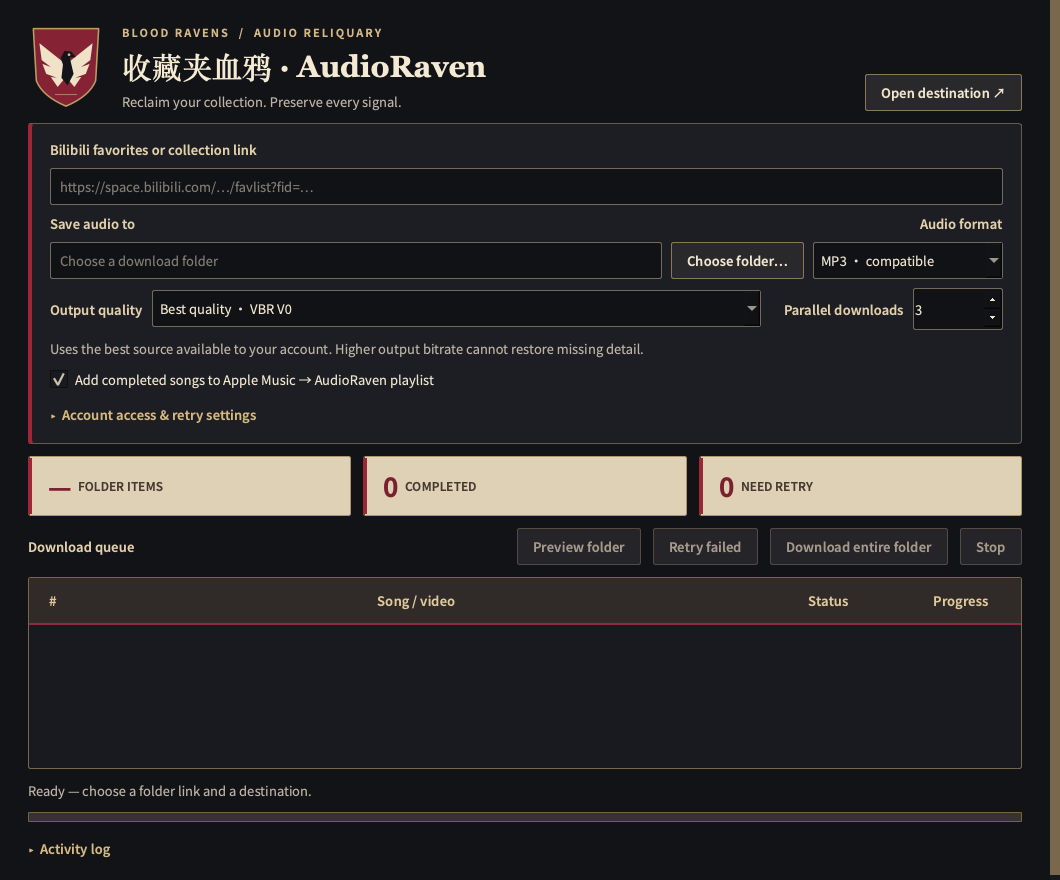 BLOOD RAVENS / AUDIO RELIQUARY
收藏夹血鸦 · AudioRaven
Reclaim your collection. Preserve every signal.
Open destination ↗
Bilibili favorites or collection link
https://space.bilibili.com/…/favlist?fid=…
Save audio to
Audio format
Choose a download folder
Choose folder…
MP3 · compatible
Output quality
Best quality · VBR V0
Parallel downloads
3
Uses the best source available to your account. Higher output bitrate cannot restore missing detail.
Add completed songs to Apple Music → AudioRaven playlist
▸ Account access & retry settings
— FOLDER ITEMS
0 COMPLETED
0 NEED RETRY
Download queue
Preview folder
Retry failed
Download entire folder
Stop
# Song / video Status Progress
Ready — choose a folder link and a destination.
▸ Activity log